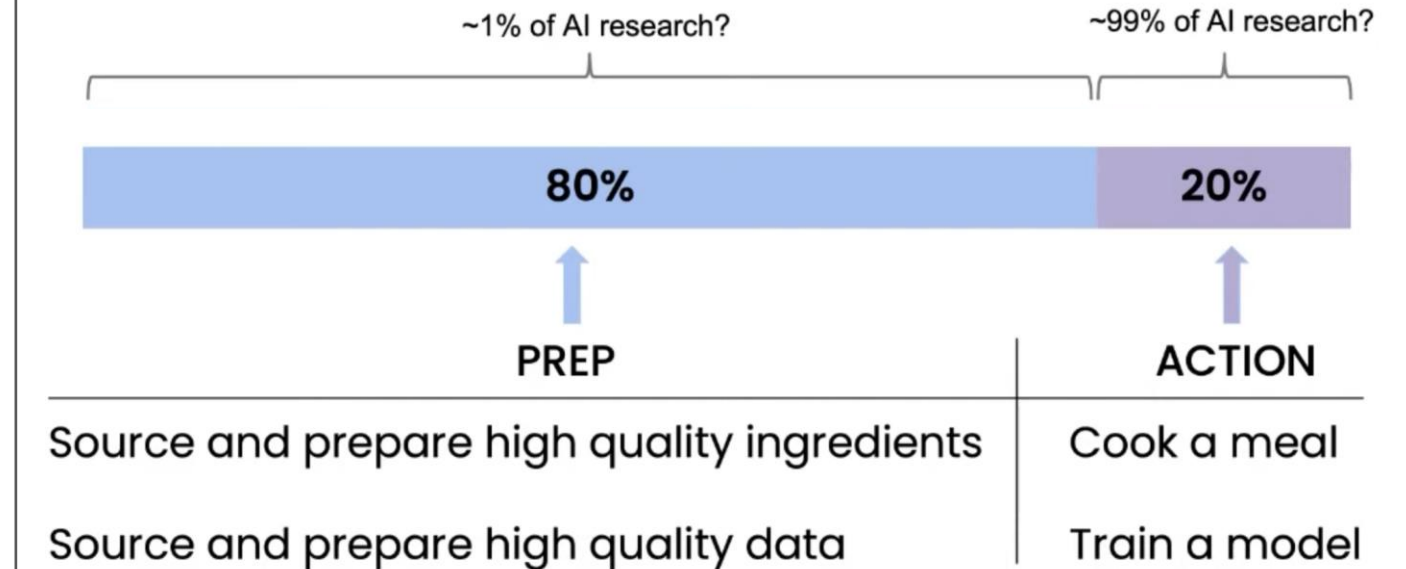 ~1% of AI research?
~99% of AI research?
80%
20%
PREP
ACTION
Source and prepare high quality ingredients
Cook a meal
Source and prepare high quality data
Train a model